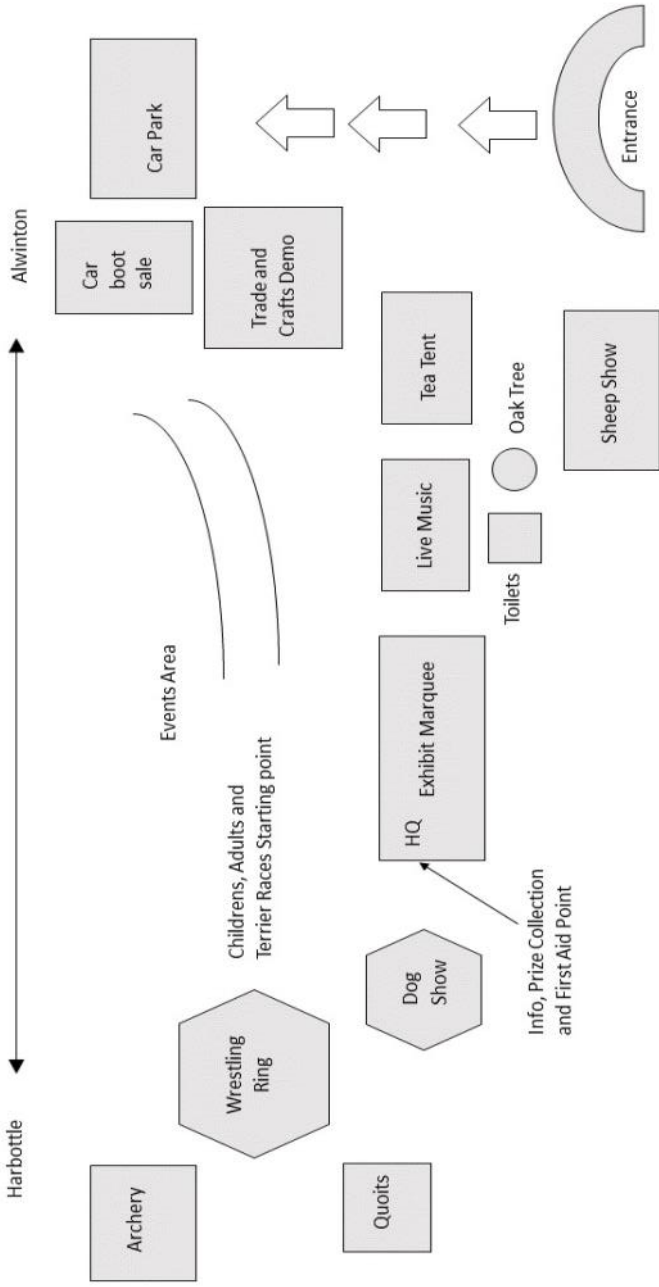 Harbottle
Alwinton
Archery
Wrestling
Ring
Quoits
Dog
Show
Childrens, Adults and
Terrier Races Starting point
Events Area
Car
boot
sale
Car Park
Trade and
Crafts Demo
HQ
Exhibit Marquee
Live Music
Tea Tent
Info, Prize Collection
and First Aid Point
Toilets
Oak Tree
Sheep Show
Entrance